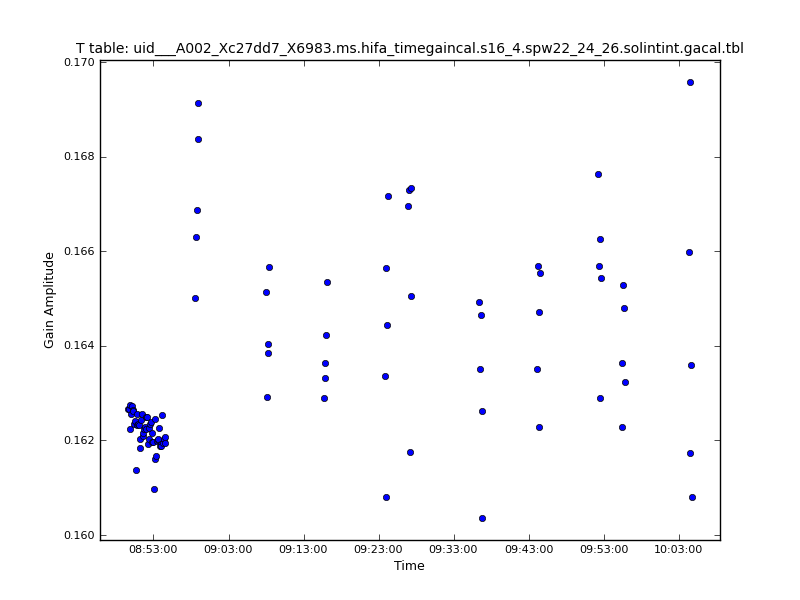 T table: uid___A002_Xc27dd7_X6983.ms.hifa_timegaincal.s16_4.spw22_24_26.solintint.gacal.tbl
0.170
0.168
0.166
0.164
0.162
0.160
Gain Amplitude
08:53:00 09:03:00 09:13:00 09:23:00 09:33:00 09:43:00 09:53:00 10:03:00
Time